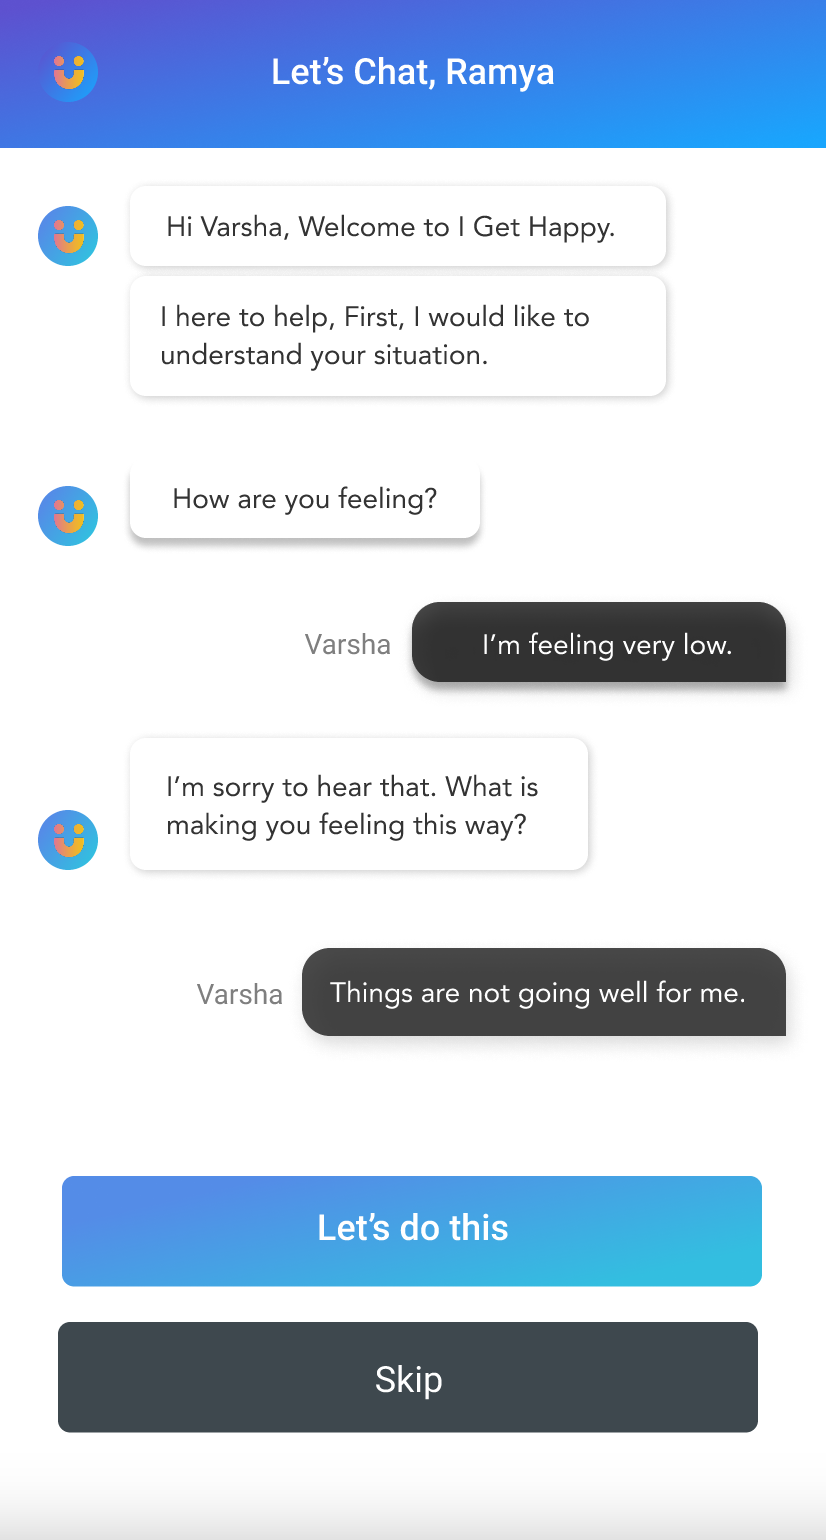 Let’s Chat, Ramya
Hi Varsha, Welcome to I Get Happy.
I here to help, First, I would like to
understand your situation.
How are you feeling?
Varsha
I’m feeling very low.
I’m sorry to hear that. What is
making you feeling this way?
Varsha
Things are not going well for me.
Let’s do this
Skip